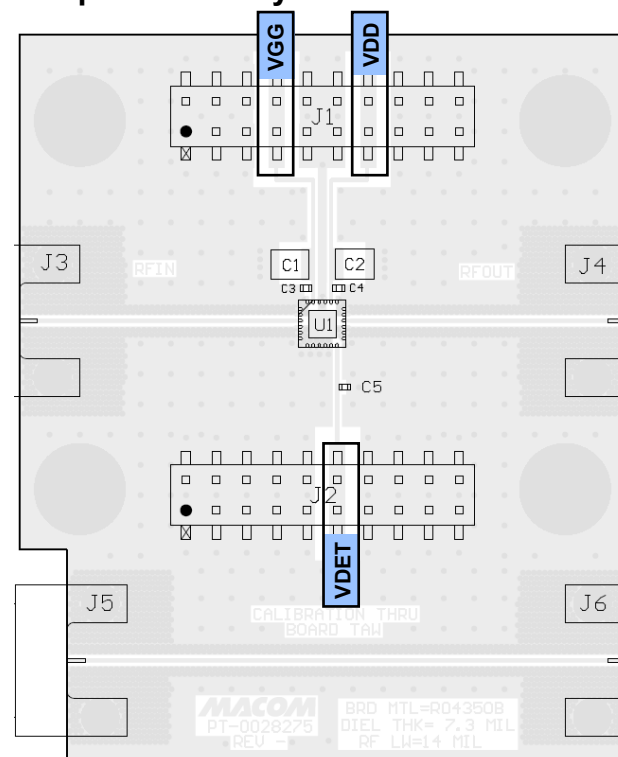 VGG
VDD
J1
J3
RFIN
C1
C2
RFOUT
J4
C3
C4
U1
C5
J2
VDET
J5
CALIBRATION THRU
BOARD TAW
J6
MACOM
PT-0028275
REV -
BRD MTL=RO4350B
DIEL THK= 7.3 MIL
RF LW=14 MIL